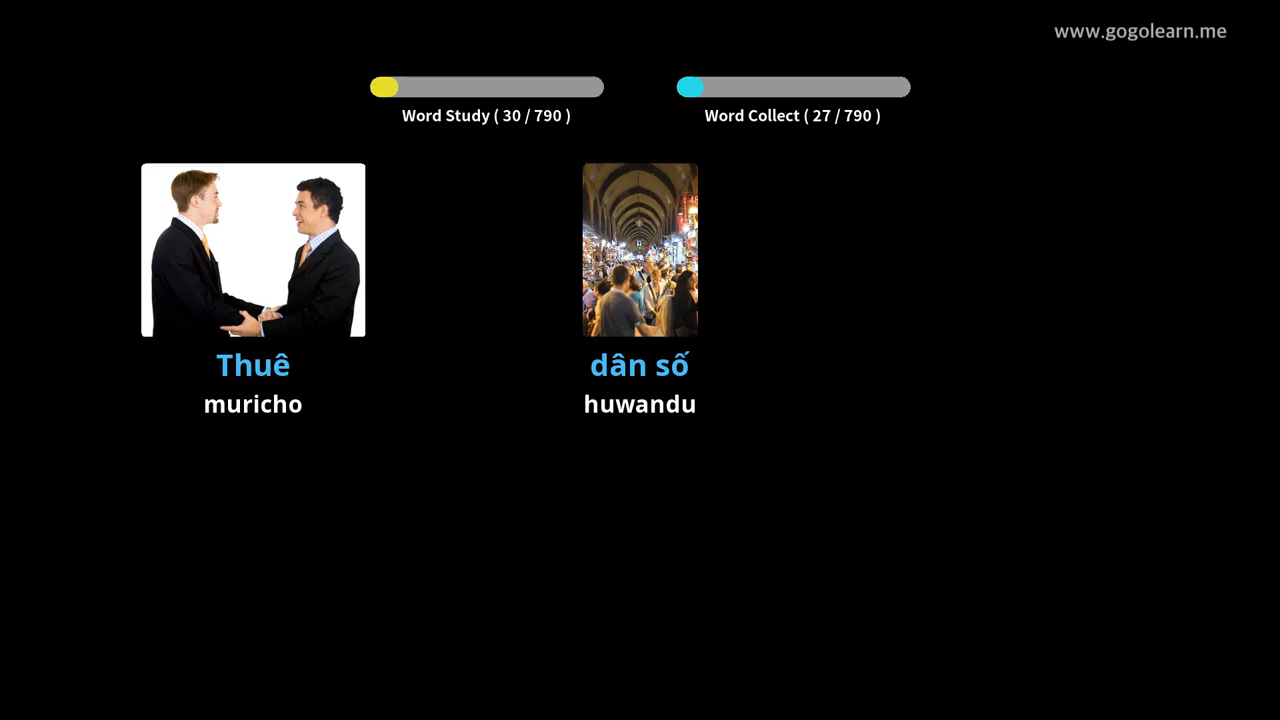 www.gogolearn.me
Word Study ( 30 / 790 )
Word Collect ( 27 / 790 )
Thuê
muricho
dân số
huwandu